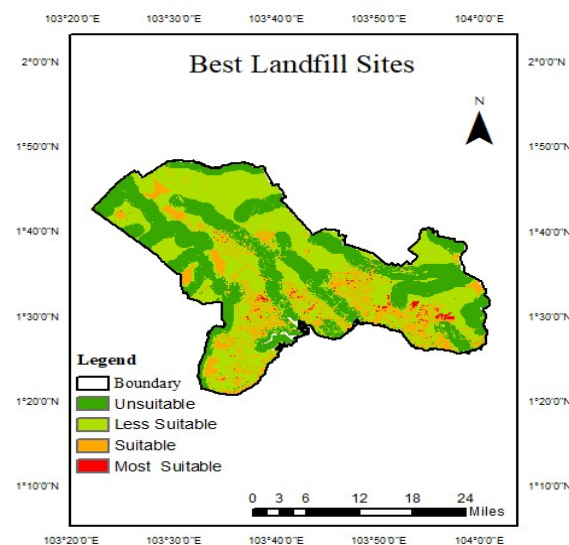 103°20'0"E 103°30'0"E 103°40'0"E 103°50'0"E 104°0'0"E
2°0'0"N 2°0'0"N
Best Landfill Sites
N
1°50'0"N 1°50'0"N
1°40'0"N 1°40'0"N
1°30'0"N 1°30'0"N
Legend
Boundary
Unsuitable
1°20'0"N 1°20'0"N
Less Suitable
Suitable
Most Suitable
1°10'0"N 1°10'0"N
0 3 6 12 18 24
Miles
103°20'0"E 103°30'0"E 103°40'0"E 103°50'0"E 104°0'0"E